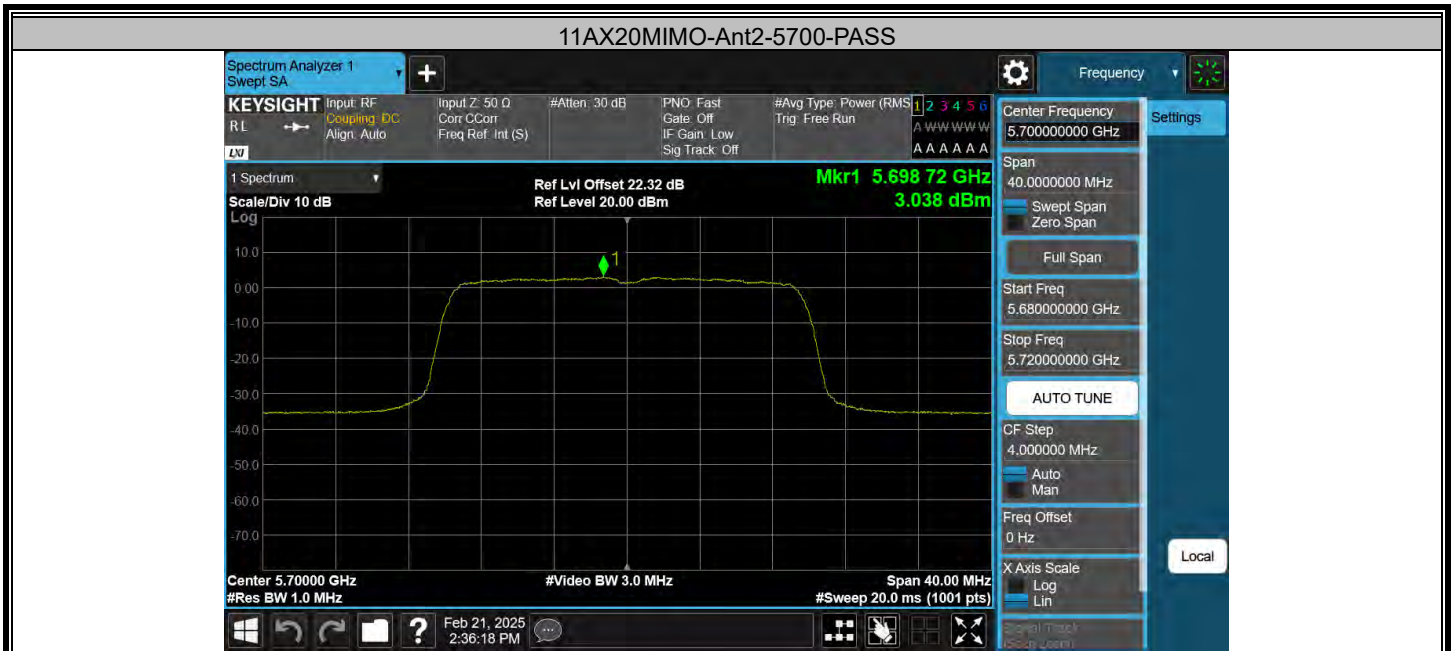 11AX20MIMO-Ant2-5700-PASS
Spectrum Analyzer 1
Swept SA
Frequency
KEYSIGHT
RL
LXI
Input: RF
Coupling: DC
Align: Auto
Input Z: 50 Ω
Corr CCorr
Freq Ref: Int (S)
#Atten: 30 dB
PNO: Fast
Gate: Off
IF Gain: Low
Sig Track: Off
#Avg Type: Power (RMS
Trig: Free Run
1 2 3 4 5 6
A W W W W W
A A A A A A
1 Spectrum
Scale/Div 10 dB
Ref Lvl Offset 22.32 dB
Ref Level 20.00 dBm
Mkr1 5.698 72 GHz
3.038 dBm
Log
10.0
0.00
-10.0
-20.0
-30.0
-40.0
-50.0
-60.0
-70.0
1
Center 5.70000 GHz
#Res BW 1.0 MHz
#Video BW 3.0 MHz
Span 40.00 MHz
#Sweep 20.0 ms (1001 pts)
Feb 21, 2025
2:36:18 PM
Center Frequency
5.700000000 GHz
Span
40.0000000 MHz
Swept Span
Zero Span
Full Span
Start Freq
5.680000000 GHz
Stop Freq
5.720000000 GHz
AUTO TUNE
CF Step
4.000000 MHz
Auto
Man
Freq Offset
0 Hz
X Axis Scale
Log
Lin
Signal Track
(Span Zoom)
Settings
Local